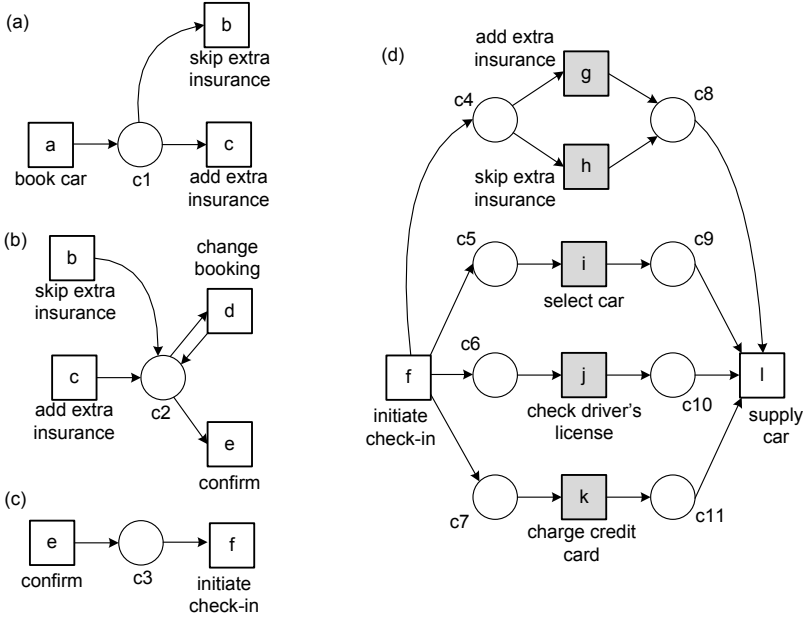 (a)
b
skip extra
insurance
a
book car
c1
c
add extra
insurance
(b)
b
skip extra
insurance
change
booking
d
c
add extra
insurance
c2
e
confirm
(c)
e
confirm
c3
f
initiate
check-in
(d)
add extra
insurance
g
c4
c8
h
skip extra
insurance
c5
i
select car
c9
f
initiate
check-in
c6
j
check driver's
license
c10
l
supply
car
c7
k
charge credit
card
c11